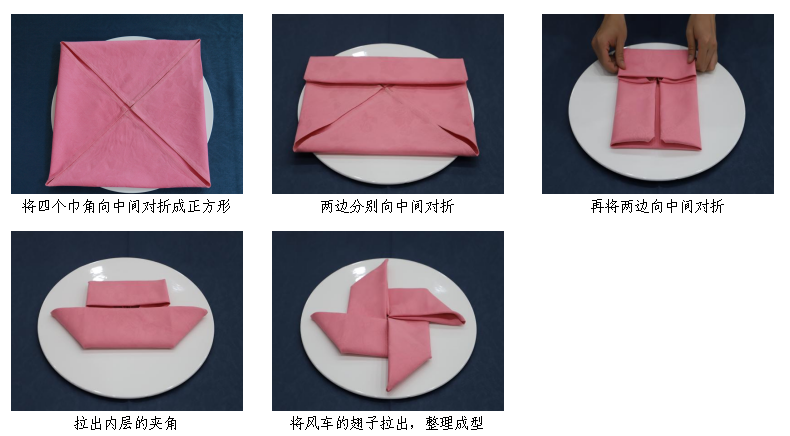 将四个巾角向中间对折成正方形
两边分别向中间对折
再将两边向中间对折
拉出内层的夹角
将风车的翅子拉出，整理成型